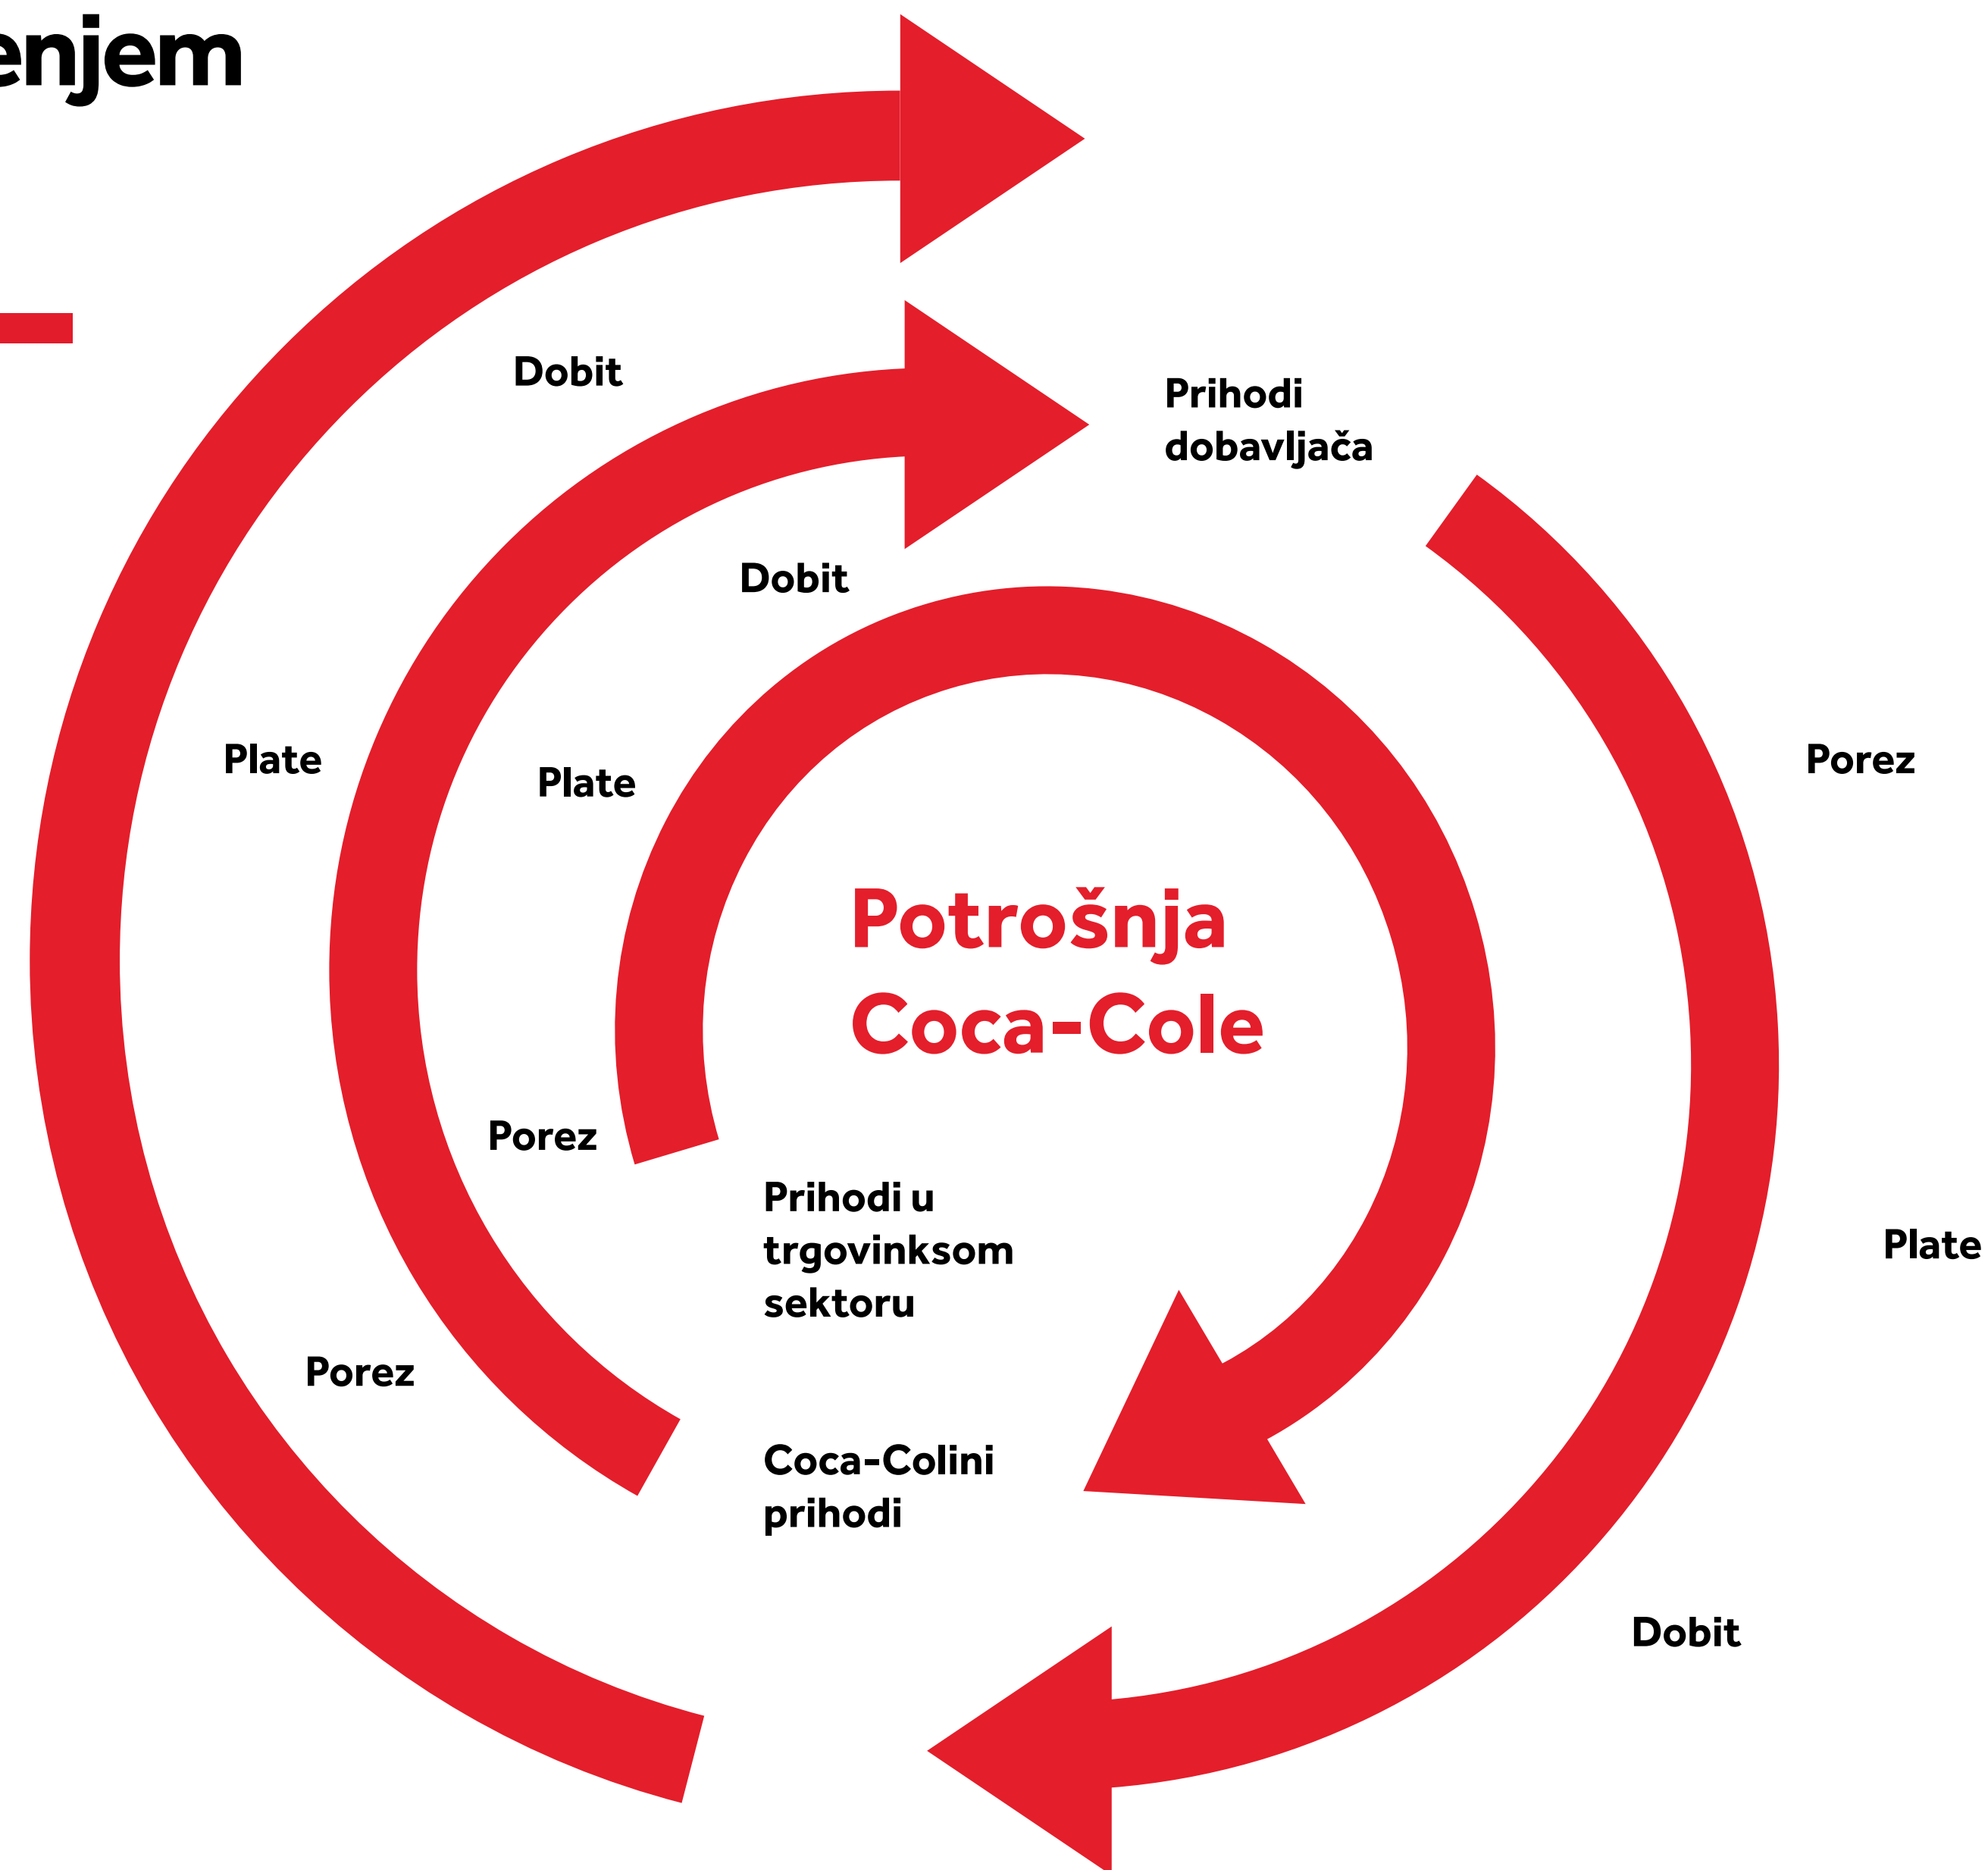 enjem
Dobit
Prihodi
dobavljača
Dobit
Plate
Plate
Porez
Potrošnja
Coca-Cole
Porez
Prihodi u
trgovinksom
sektoru
Plate
Porez
Coca-Colini
prihodi
Dobit